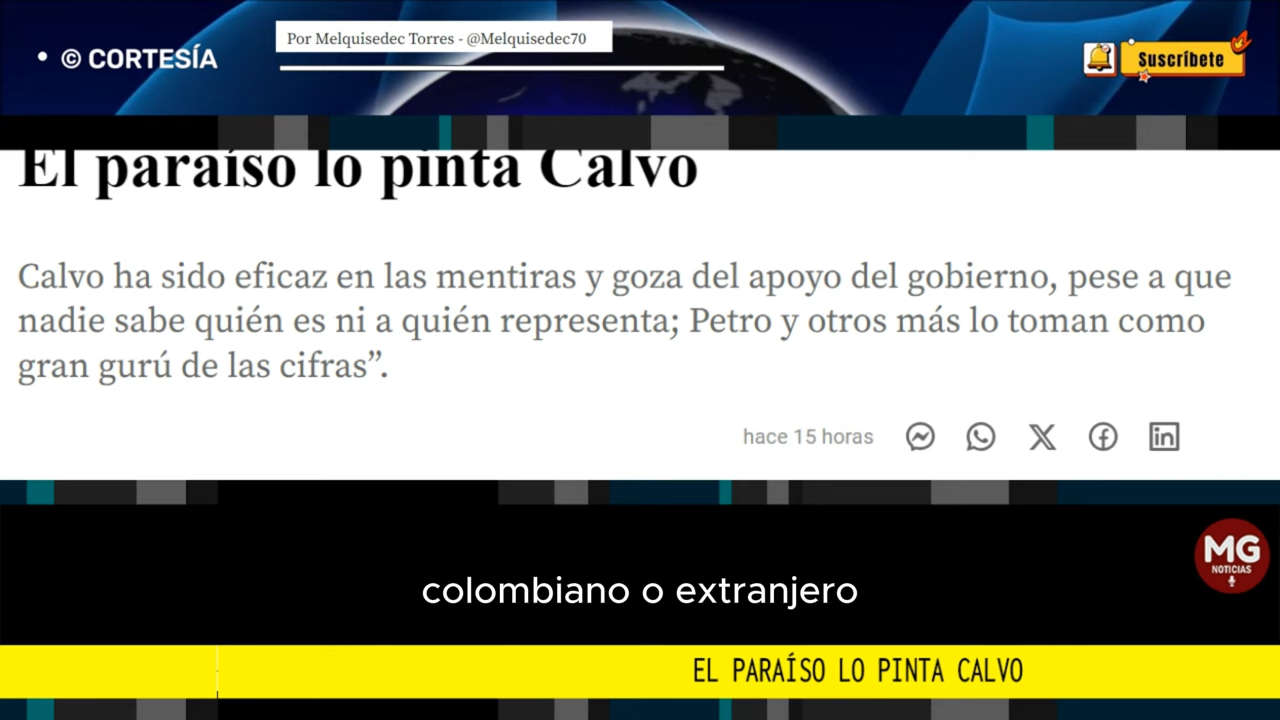 • © CORTESÍA
Por Melquisedec Torres - @Melquisedec70
Suscríbete
El paraíso lo pinta Calvo
Calvo ha sido eficaz en las mentiras y goza del apoyo del gobierno, pese a que
nadie sabe quién es ni a quién representa; Petro y otros más lo toman como
gran gurú de las cifras”.
hace 15 horas
MG
NOTICIAS
colombiano o extranjero
EL PARAÍSO LO PINTA CALVO